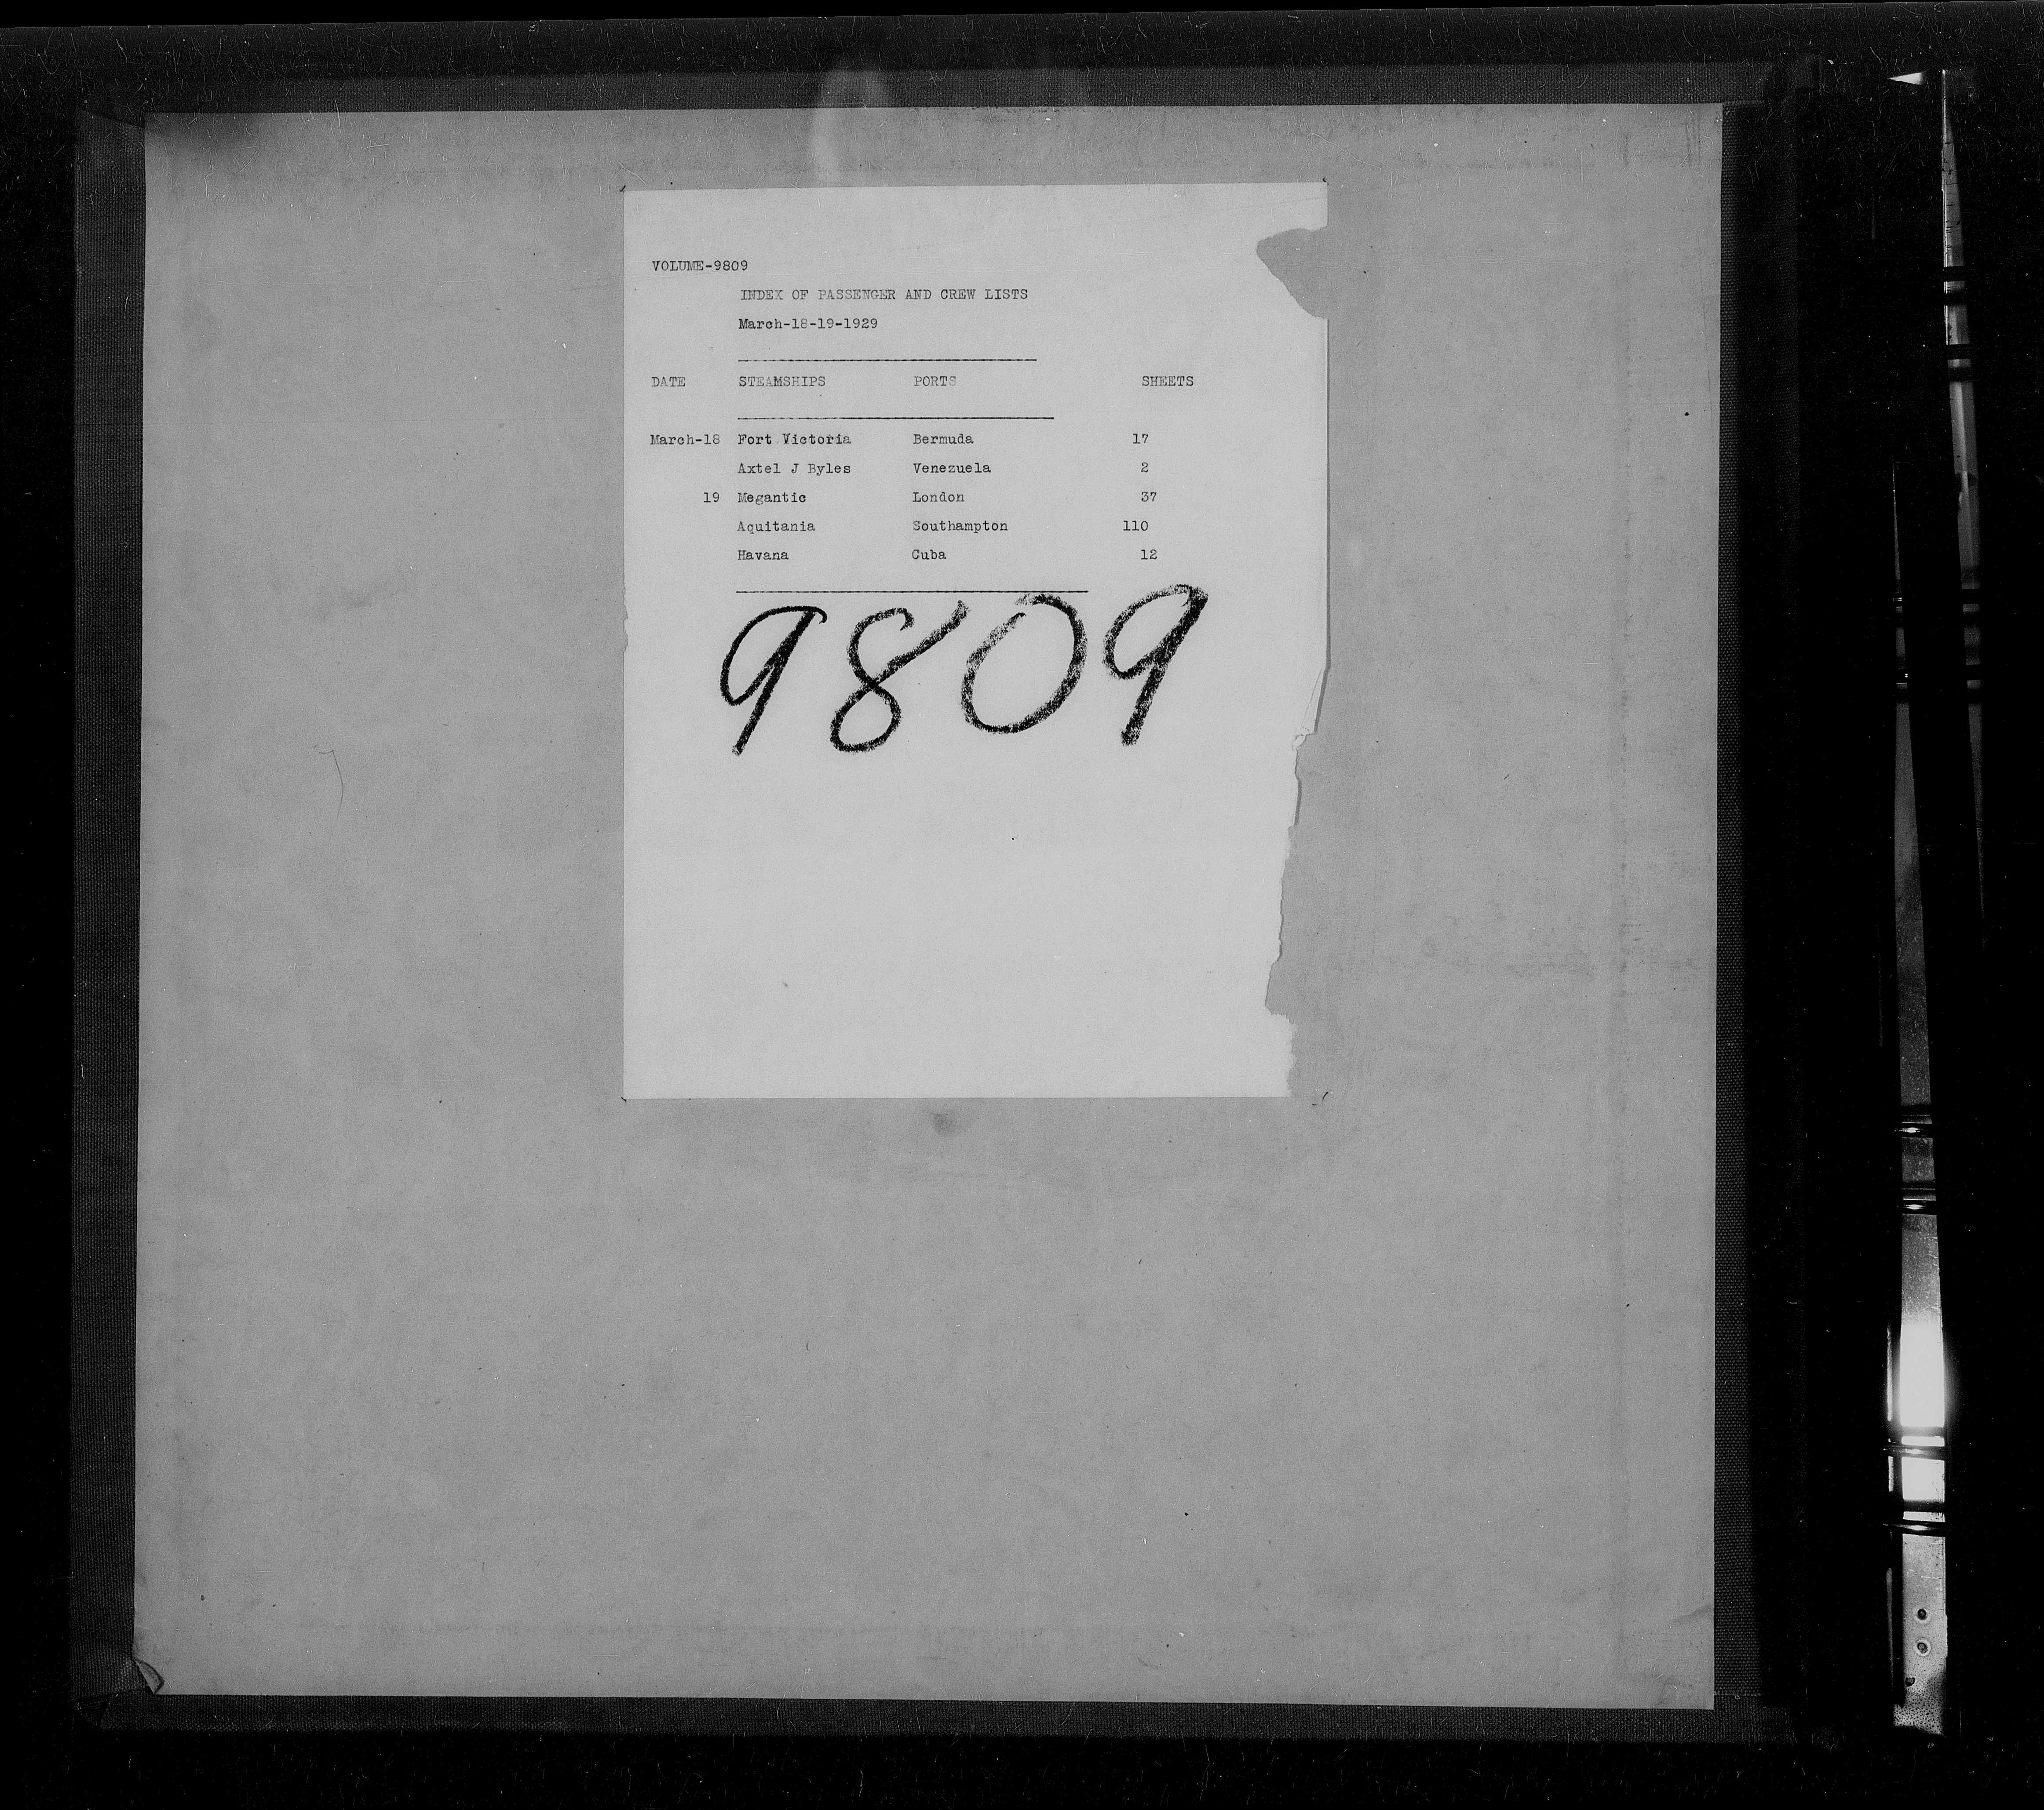 VOLUME-9809
INDEX OF PASSENGER AND CREW LISTS
March-18-19-1929
DATE STEAMSHIPS PORTS SHEETS
March-18 Fort Victoria Bermuda 17
Axtel J Byles Venezuela 2
19 Megantic London 37
Aquitania Southampton 110
Havana Cuba 12
9809